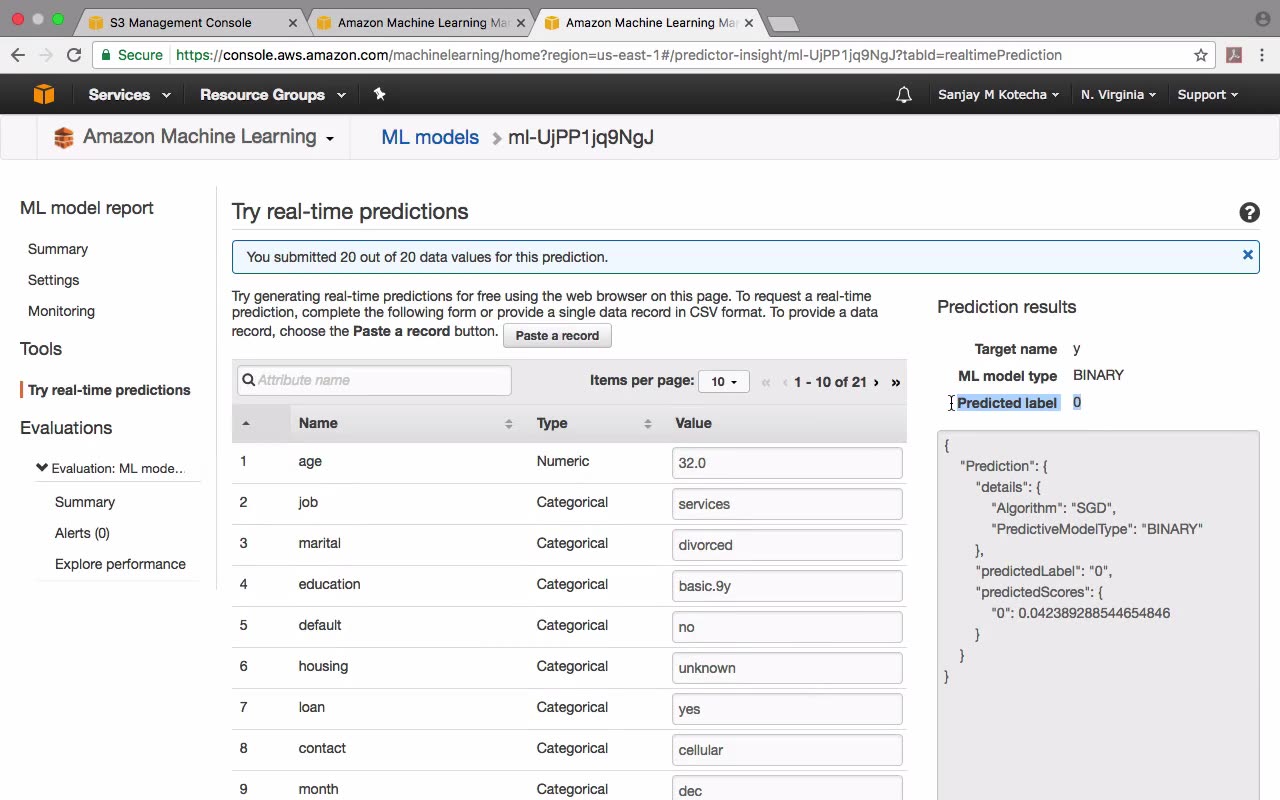 S3 Management Console
Amazon Machine Learning Ma
Amazon Machine Learning Ma
Secure https://console.aws.amazon.com/machinelearning/home?region=us-east-1#/predictor-insight/ml-UjPP1jq9NgJ?tabId=realtimePrediction
Services Resource Groups Sanjay M Kotecha N. Virginia Support
Amazon Machine Learning ML models > ml-UjPP1jq9NgJ
ML model report
Summary
Settings
Monitoring
Tools
Try real-time predictions
Evaluations
Evaluation: ML mode...
Summary
Alerts (0)
Explore performance
Try real-time predictions
You submitted 20 out of 20 data values for this prediction.
Try generating real-time predictions for free using the web browser on this page. To request a real-time
prediction, complete the following form or provide a single data record in CSV format. To provide a data
record, choose the Paste a record button. Paste a record
Attribute name Items per page: 10 « ‹ 1 - 10 of 21 › »
Name Type Value
1 age Numeric 32.0
2 job Categorical services
3 marital Categorical divorced
4 education Categorical basic.9y
5 default Categorical no
6 housing Categorical unknown
7 loan Categorical yes
8 contact Categorical cellular
9 month Categorical dec
Prediction results
Target name y
ML model type BINARY
Predicted label 0
{
"Prediction": {
"details": {
"Algorithm": "SGD",
"PredictiveModelType": "BINARY"
},
"predictedLabel": "0",
"predictedScores": {
"0": 0.042389288544654846
}
}
}